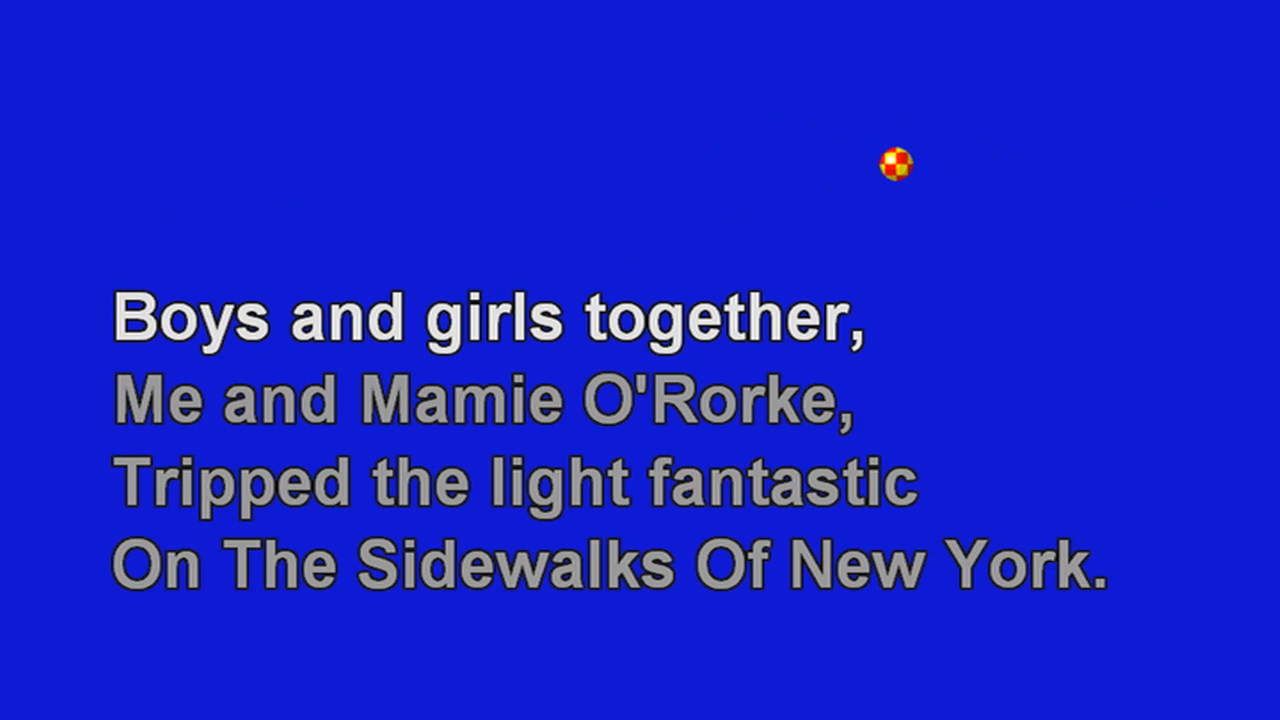 Boys and girls together,
Me and Mamie O'Rorke,
Tripped the light fantastic
On The Sidewalks Of New York.